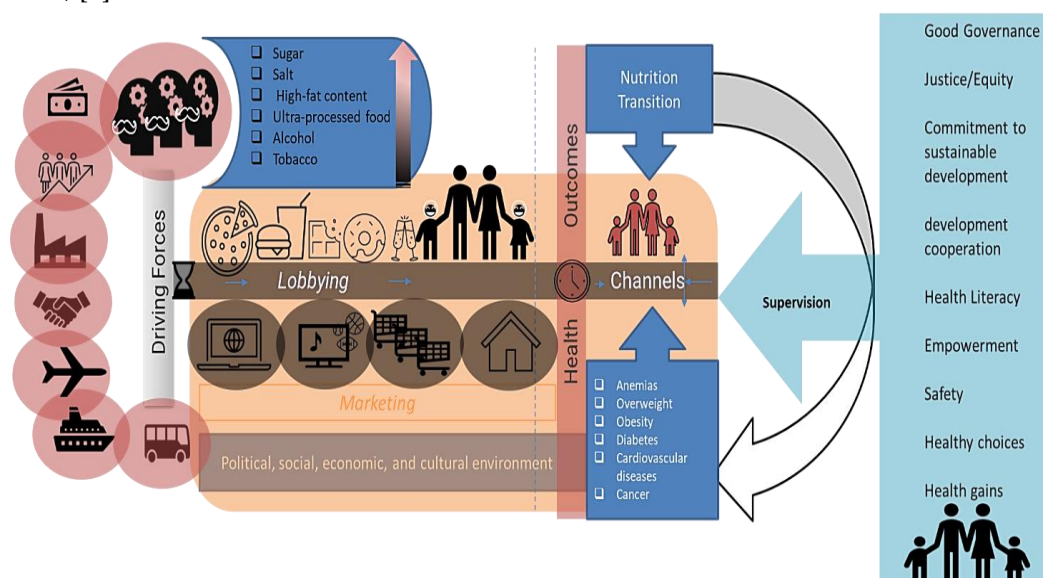 Sugar
Salt
High-fat content
Ultra-processed food
Alcohol
Tobacco
Driving Forces
Lobbying
Marketing
Political, social, economic, and cultural environment
Health Outcomes
Nutrition
Transition
Channels
Anemias
Overweight
Obesity
Diabetes
Cardiovascular
diseases
Cancer
Supervision
Good Governance
Justice/Equity
Commitment to
sustainable
development
development
cooperation
Health Literacy
Empowerment
Safety
Healthy choices
Health gains